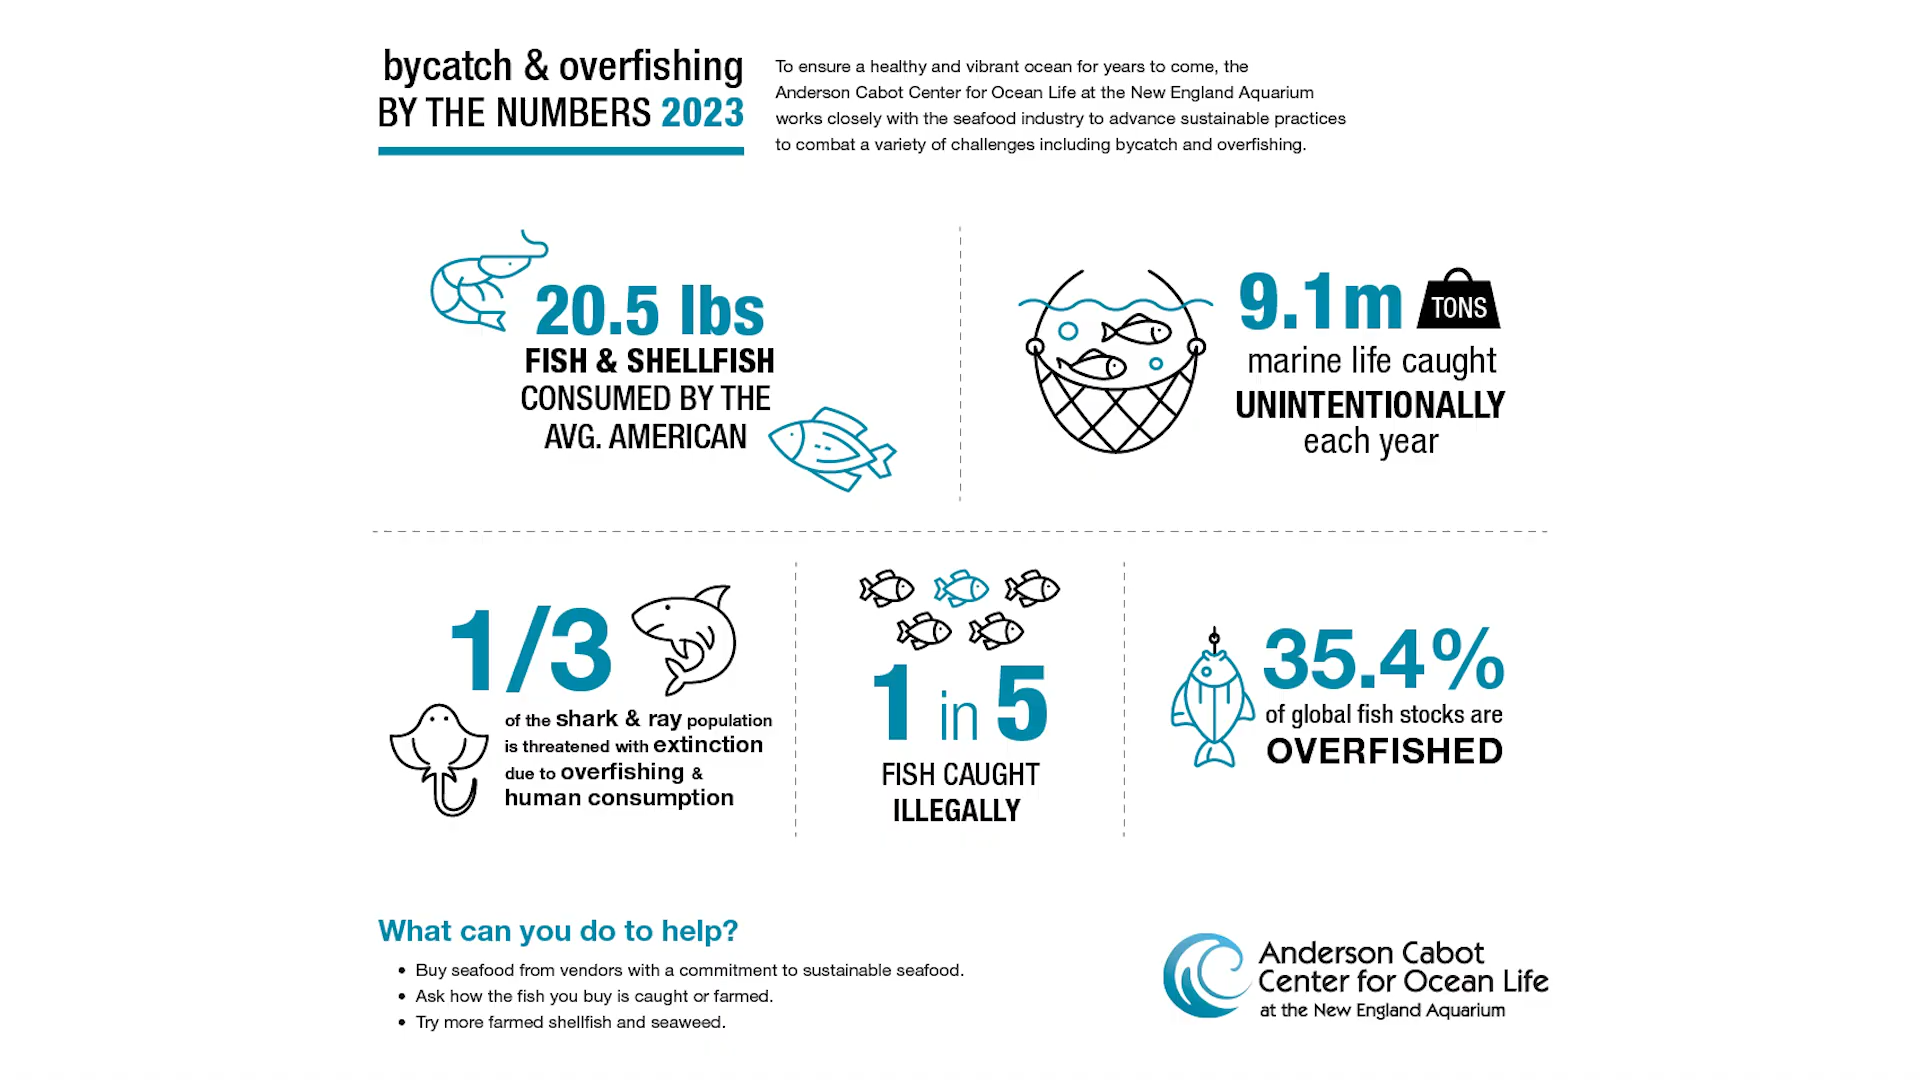 bycatch & overfishing
BY THE NUMBERS 2023
To ensure a healthy and vibrant ocean for years to come, the
Anderson Cabot Center for Ocean Life at the New England Aquarium
works closely with the seafood industry to advance sustainable practices
to combat a variety of challenges including bycatch and overfishing.
20.5 lbs
FISH & SHELLFISH
CONSUMED BY THE
AVG. AMERICAN
9.1m TONS
marine life caught
UNINTENTIONALLY
each year
1/3
of the shark & ray population
is threatened with extinction
due to overfishing &
human consumption
1 in 5
FISH CAUGHT
ILLEGALLY
35.4%
of global fish stocks are
OVERFISHED
What can you do to help?
• Buy seafood from vendors with a commitment to sustainable seafood.
• Ask how the fish you buy is caught or farmed.
• Try more farmed shellfish and seaweed.
Anderson Cabot
Center for Ocean Life
at the New England Aquarium